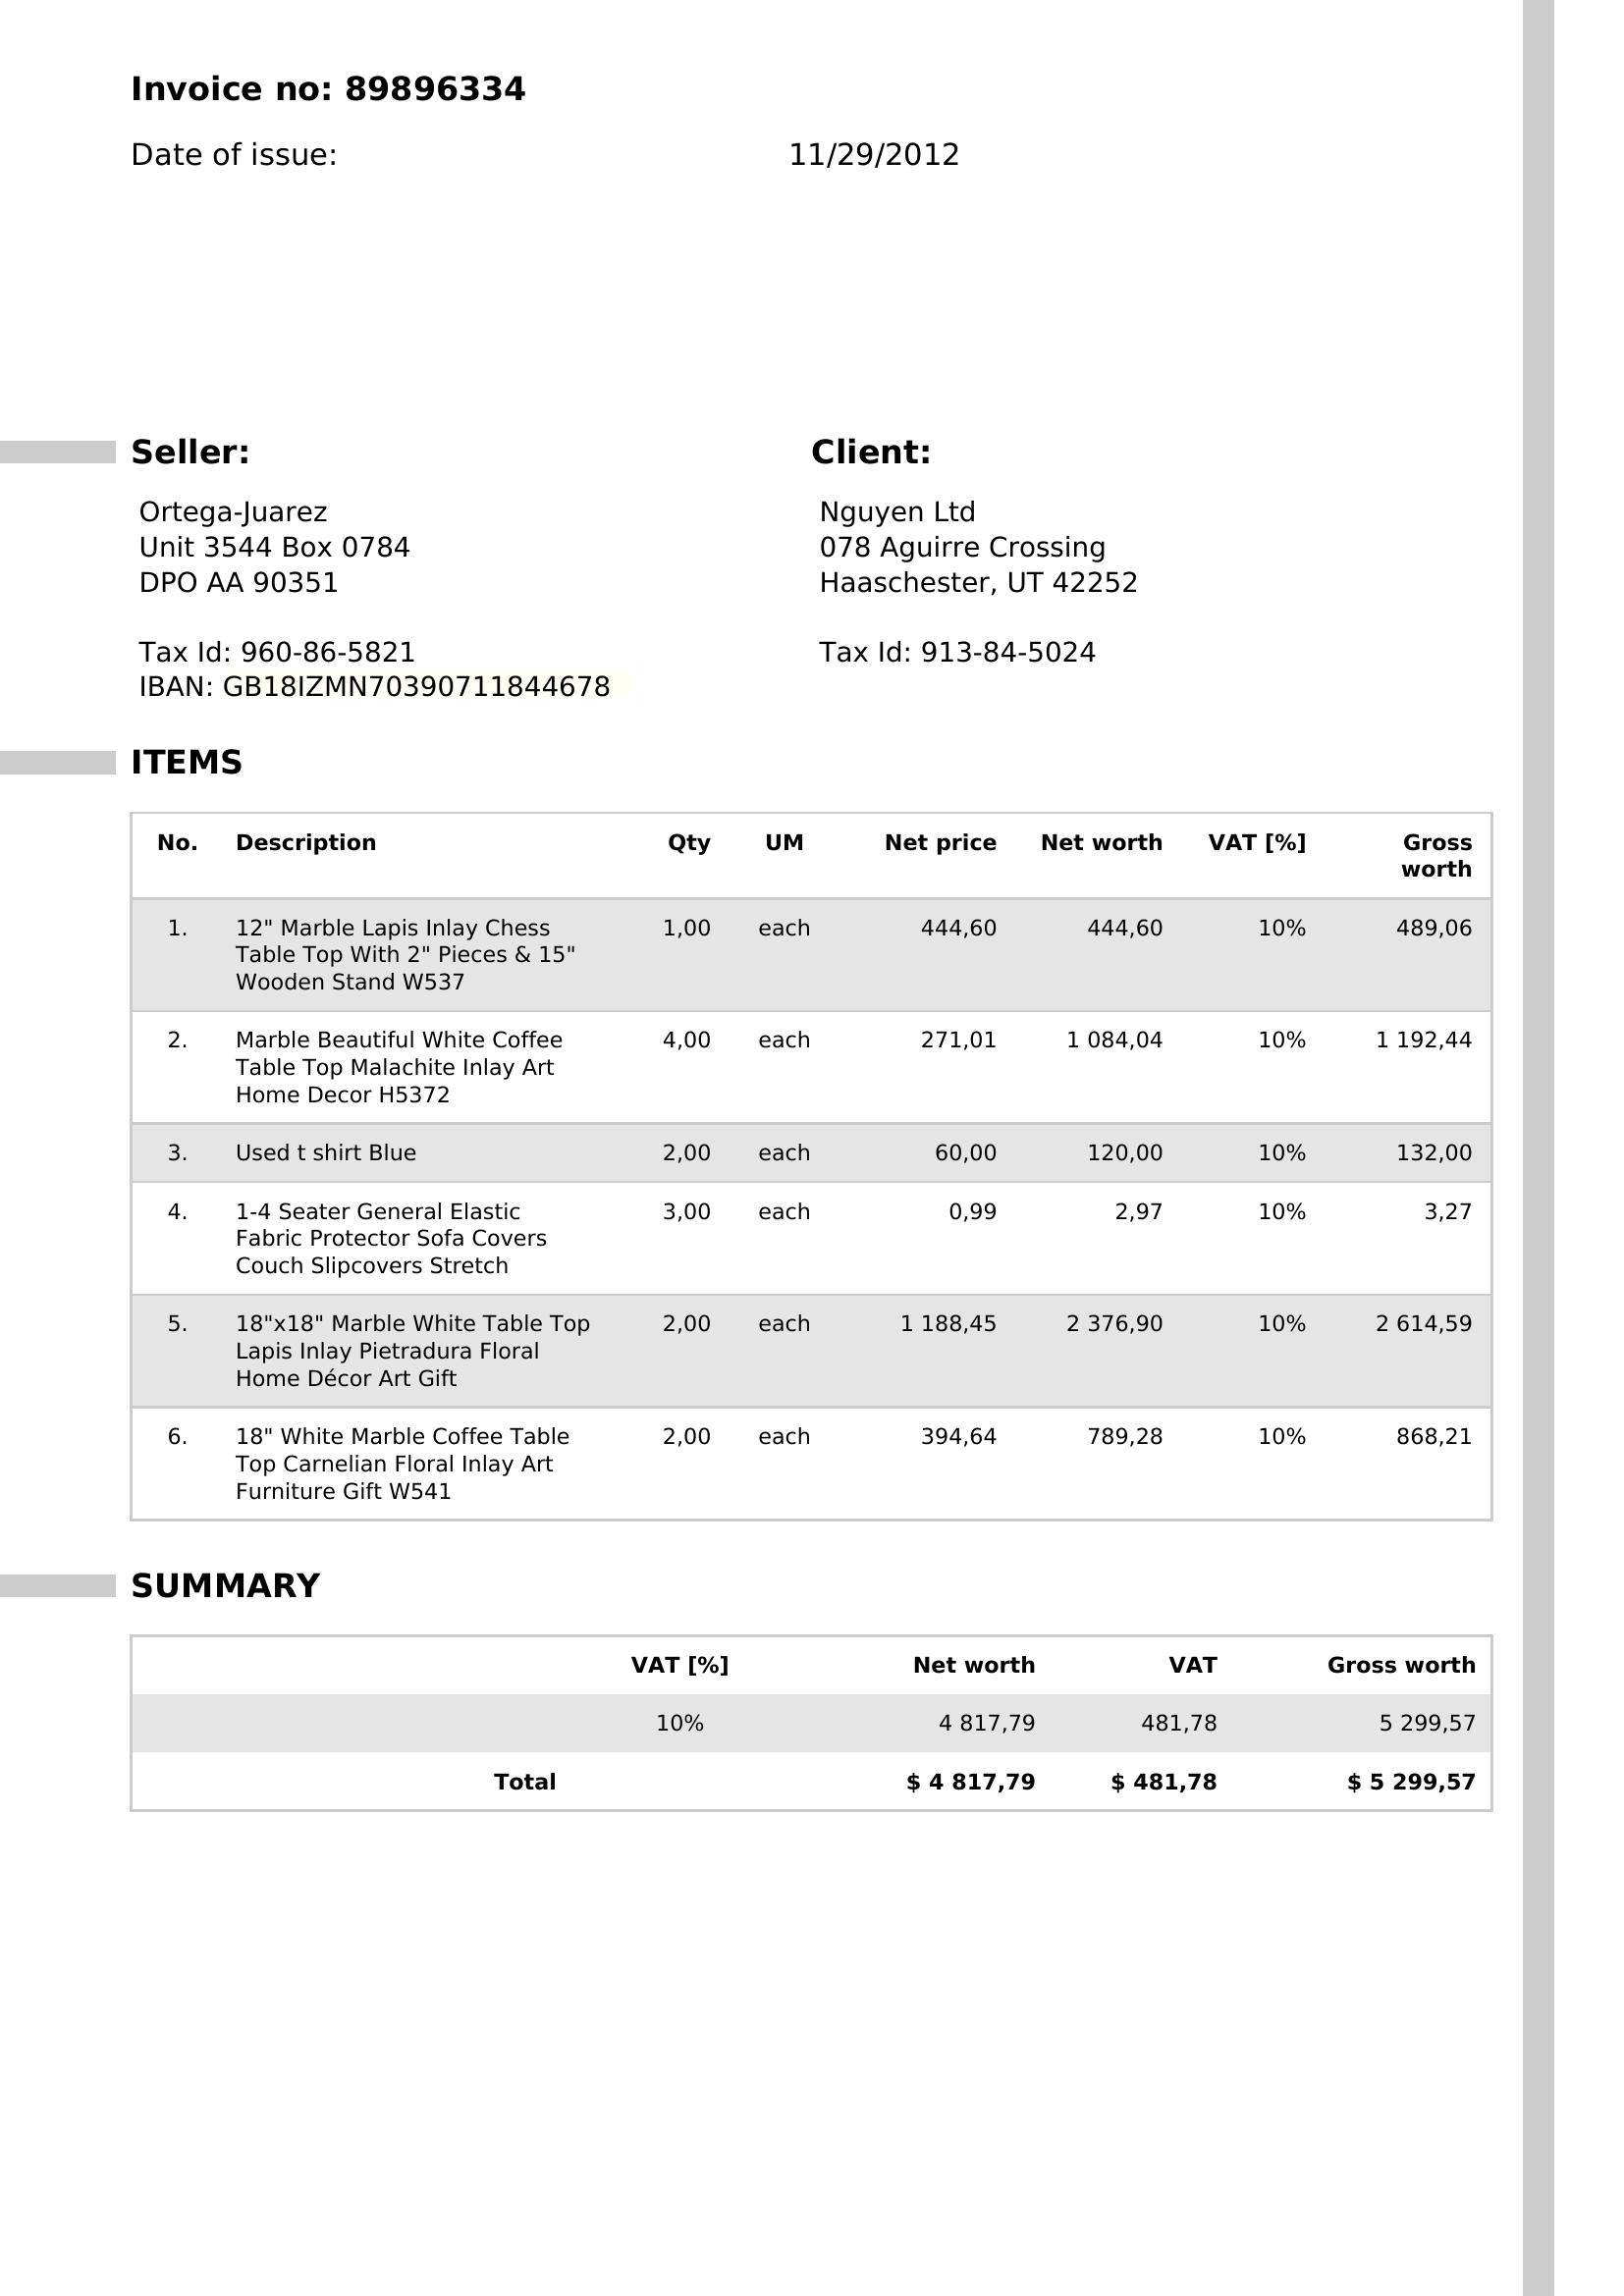 Invoice no: 89896334
Date of issue: 11/29/2012
Seller:
Ortega-Juarez
Unit 3544 Box 0784
DPO AA 90351
Tax Id: 960-86-5821
IBAN: GB18IZMN70390711844678
Client:
Nguyen Ltd
078 Aguirre Crossing
Haaschester, UT 42252
Tax Id: 913-84-5024
ITEMS
No. Description Qty UM Net price Net worth VAT [%] Gross
worth
1. 12" Marble Lapis Inlay Chess 1,00 each 444,60 444,60 10% 489,06
Table Top With 2" Pieces & 15"
Wooden Stand W537
2. Marble Beautiful White Coffee 4,00 each 271,01 1 084,04 10% 1 192,44
Table Top Malachite Inlay Art
Home Decor H5372
3. Used t shirt Blue 2,00 each 60,00 120,00 10% 132,00
4. 1-4 Seater General Elastic 3,00 each 0,99 2,97 10% 3,27
Fabric Protector Sofa Covers
Couch Slipcovers Stretch
5. 18"x18" Marble White Table Top 2,00 each 1 188,45 2 376,90 10% 2 614,59
Lapis Inlay Pietradura Floral
Home Décor Art Gift
6. 18" White Marble Coffee Table 2,00 each 394,64 789,28 10% 868,21
Top Carnelian Floral Inlay Art
Furniture Gift W541
SUMMARY
VAT [%] Net worth VAT Gross worth
10% 4 817,79 481,78 5 299,57
Total $ 4 817,79 $ 481,78 $ 5 299,57